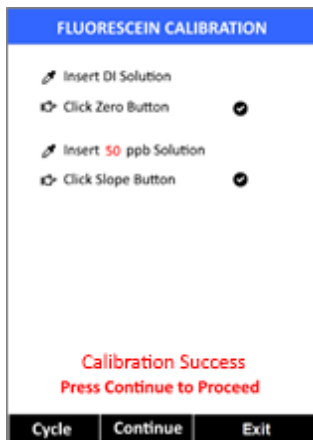 FLUORESCEIN CALIBRATION
Insert DI Solution
Click Zero Button
Insert 50 ppb Solution
Click Slope Button
Calibration Success
Press Continue to Proceed
Cycle Continue Exit